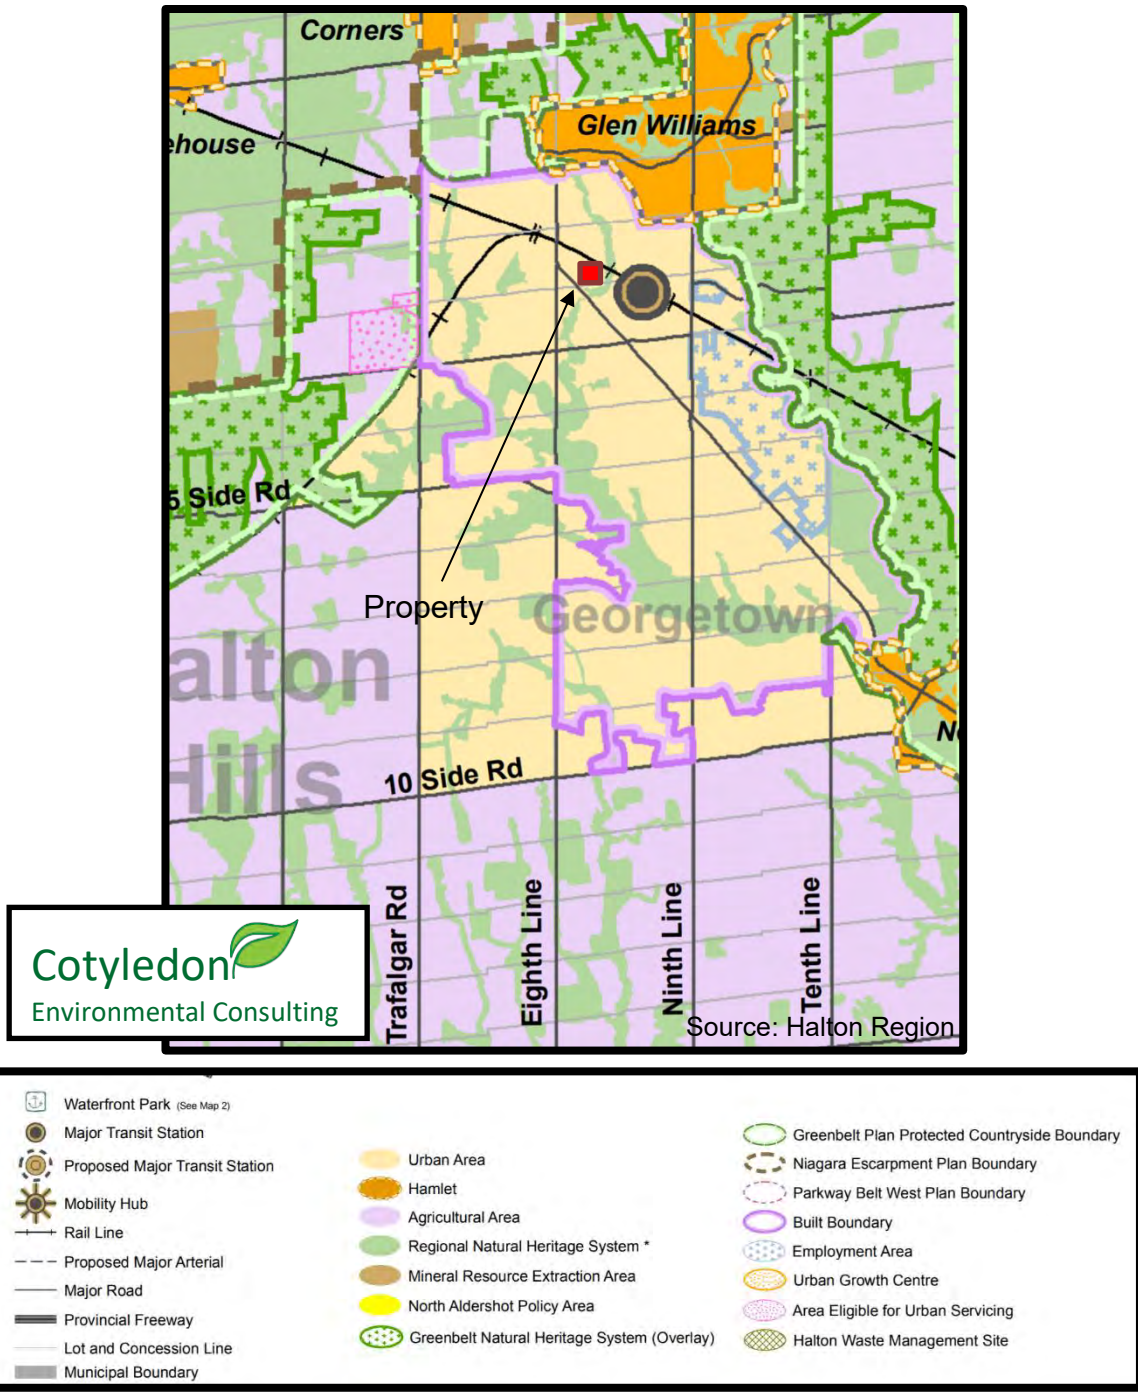 Corners
Glen Williams
ehouse
5 Side Rd
Property
Georgetown
alton
Hills
10 Side Rd
Trafalgar Rd
Eighth Line
Ninth Line
Tenth Line
Source: Halton Region
Cotyledon
Environmental Consulting
Waterfront Park (See Map 2)
Major Transit Station
Proposed Major Transit Station
Mobility Hub
Rail Line
Proposed Major Arterial
Major Road
Provincial Freeway
Lot and Concession Line
Municipal Boundary
Urban Area
Hamlet
Agricultural Area
Regional Natural Heritage System *
Mineral Resource Extraction Area
North Aldershot Policy Area
Greenbelt Natural Heritage System (Overlay)
Greenbelt Plan Protected Countryside Boundary
Niagara Escarpment Plan Boundary
Parkway Belt West Plan Boundary
Built Boundary
Employment Area
Urban Growth Centre
Area Eligible for Urban Servicing
Halton Waste Management Site